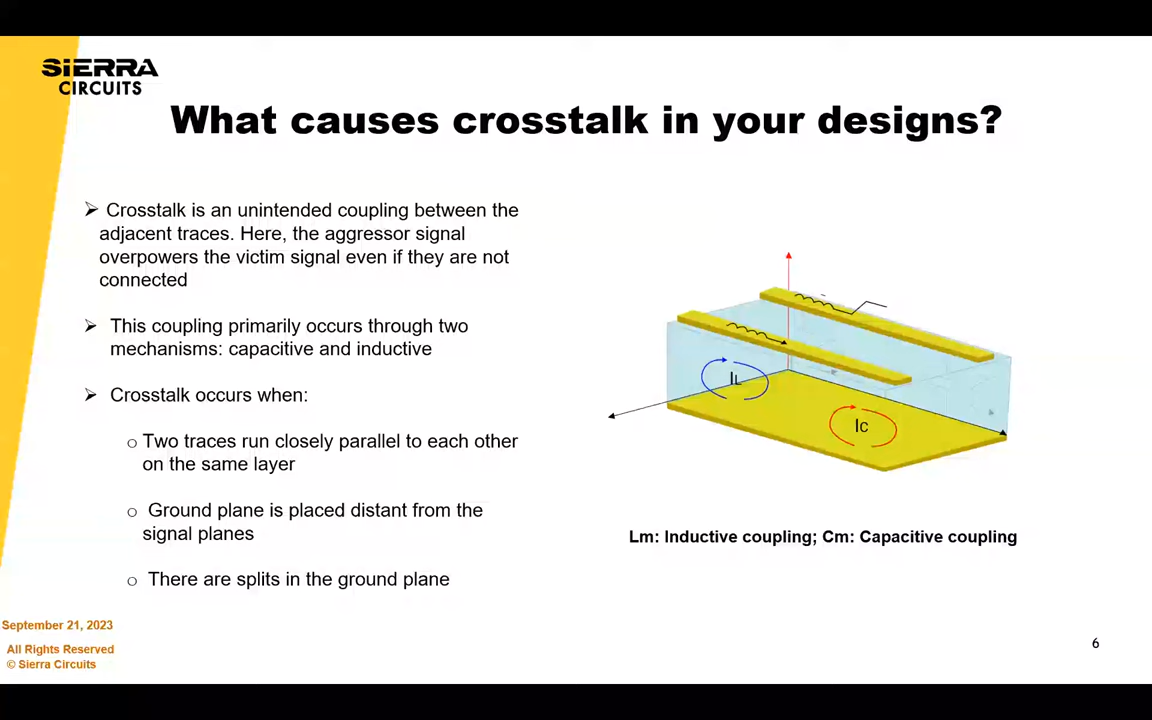 SIERRA
CIRCUITS
What causes crosstalk in your designs?
➢ Crosstalk is an unintended coupling between the
adjacent traces. Here, the aggressor signal
overpowers the victim signal even if they are not
connected
➢ This coupling primarily occurs through two
mechanisms: capacitive and inductive
➢ Crosstalk occurs when:
o Two traces run closely parallel to each other
on the same layer
o Ground plane is placed distant from the
signal planes
o There are splits in the ground plane
IL
IC
Lm: Inductive coupling; Cm: Capacitive coupling
September 21, 2023
All Rights Reserved
© Sierra Circuits
6